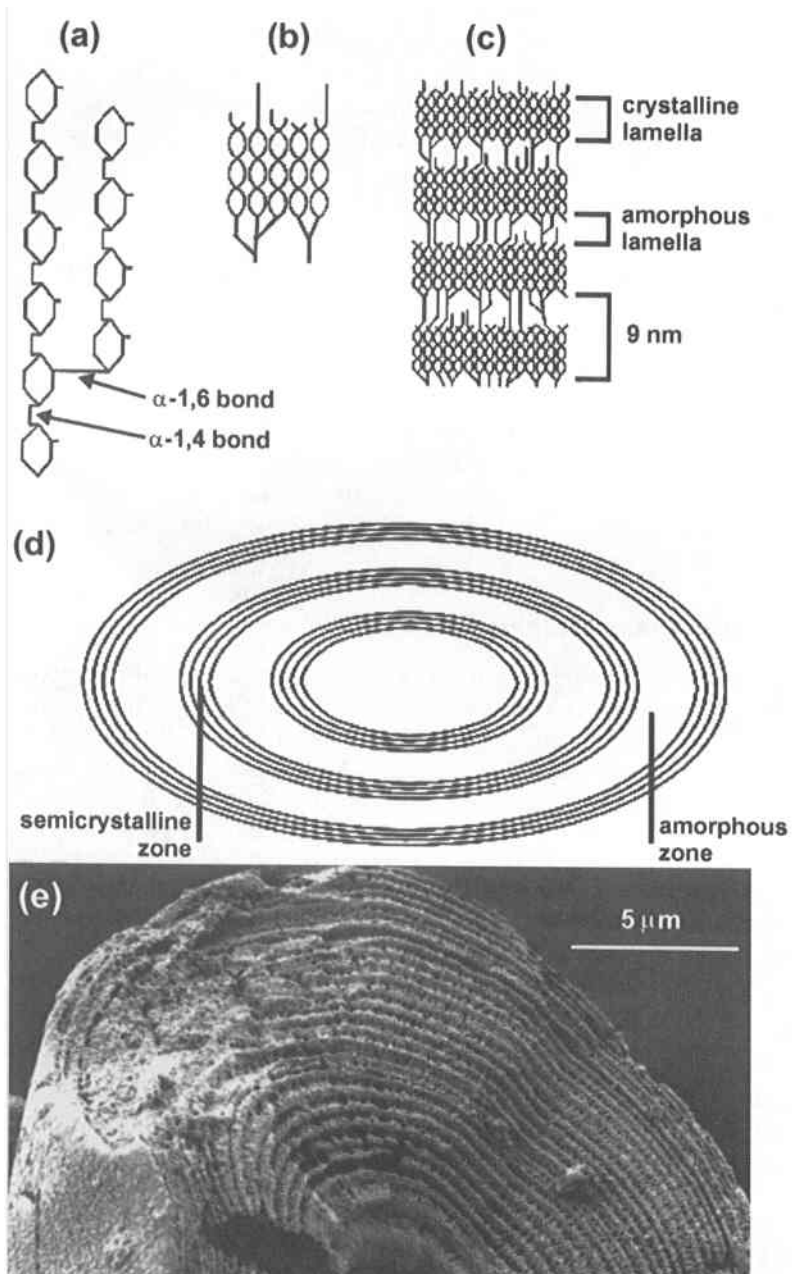 (a)
(b)
(c)
crystalline
lamella
amorphous
lamella
9 nm
α-1,6 bond
α-1,4 bond
(d)
semicrystalline
zone
amorphous
zone
(e)
5 μm